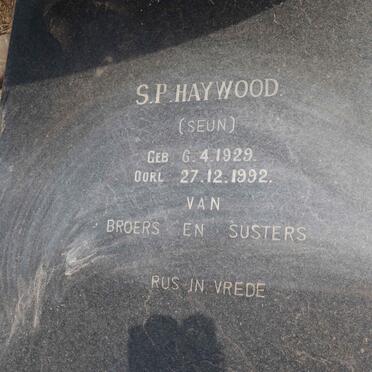 S.P. HAYWOOD.
(SEUN)
GEB 6.4.1929.
OORL 27.12.1992.
VAN
BROERS EN SUSTERS
RUS IN VREDE